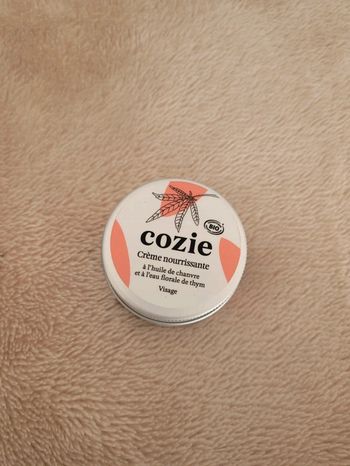 BIO
cozie
Crème nourrissante
à l'huile de chanvre
et à l'eau florale de thym
Visage